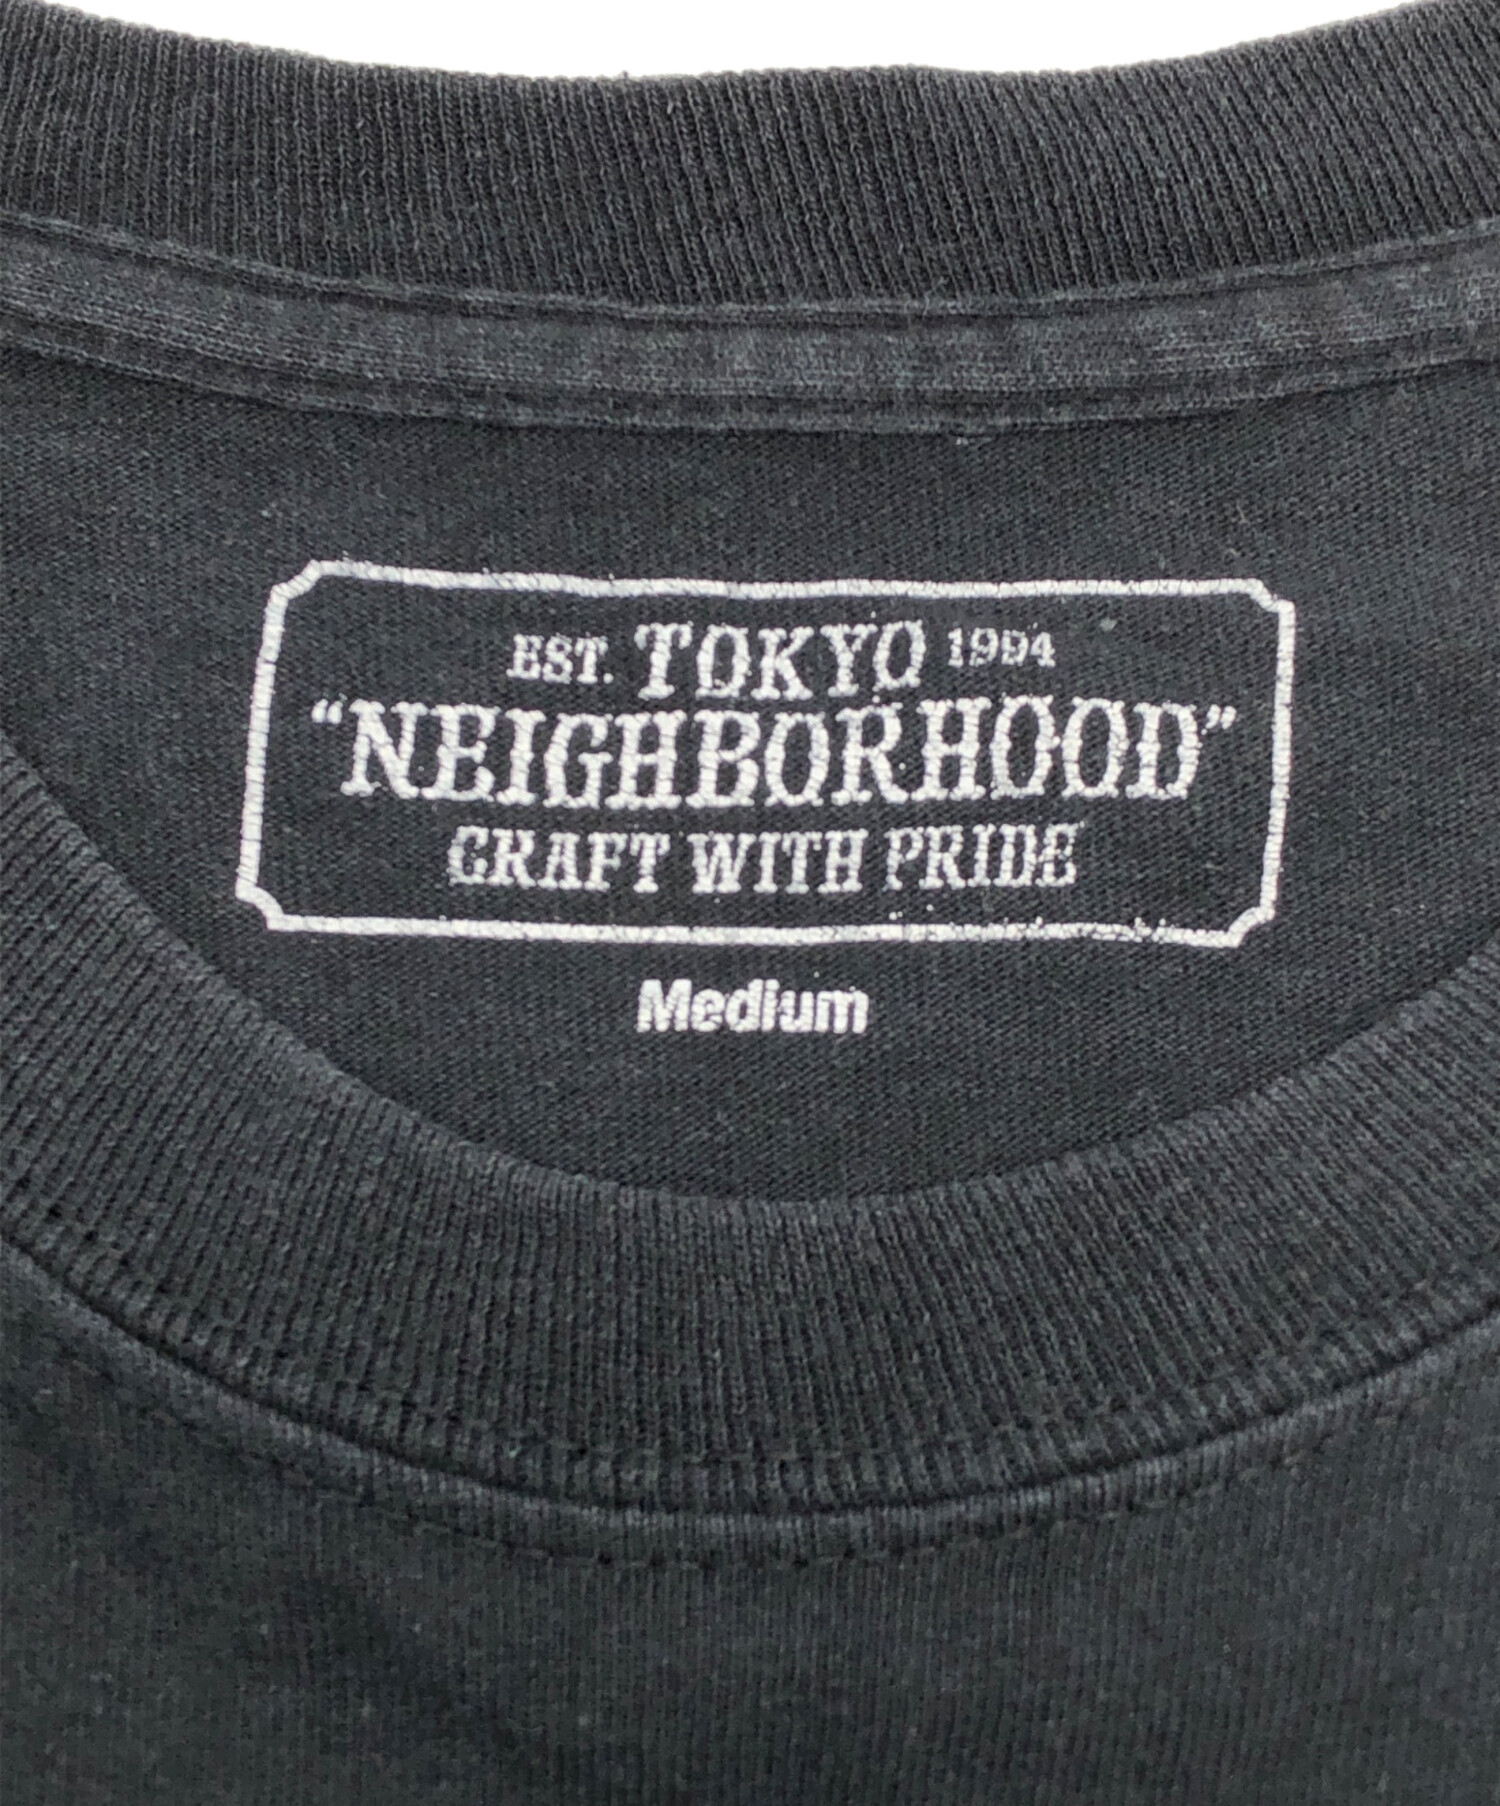 EST. TOKYO 1994
“NEIGHBORHOOD”
CRAFT WITH PRIDE
Medium